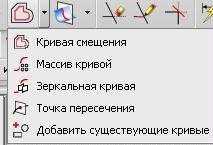 Кривая смещения
Массив кривой
Зеркальная кривая
Точка пересечения
Добавить существующие кривые